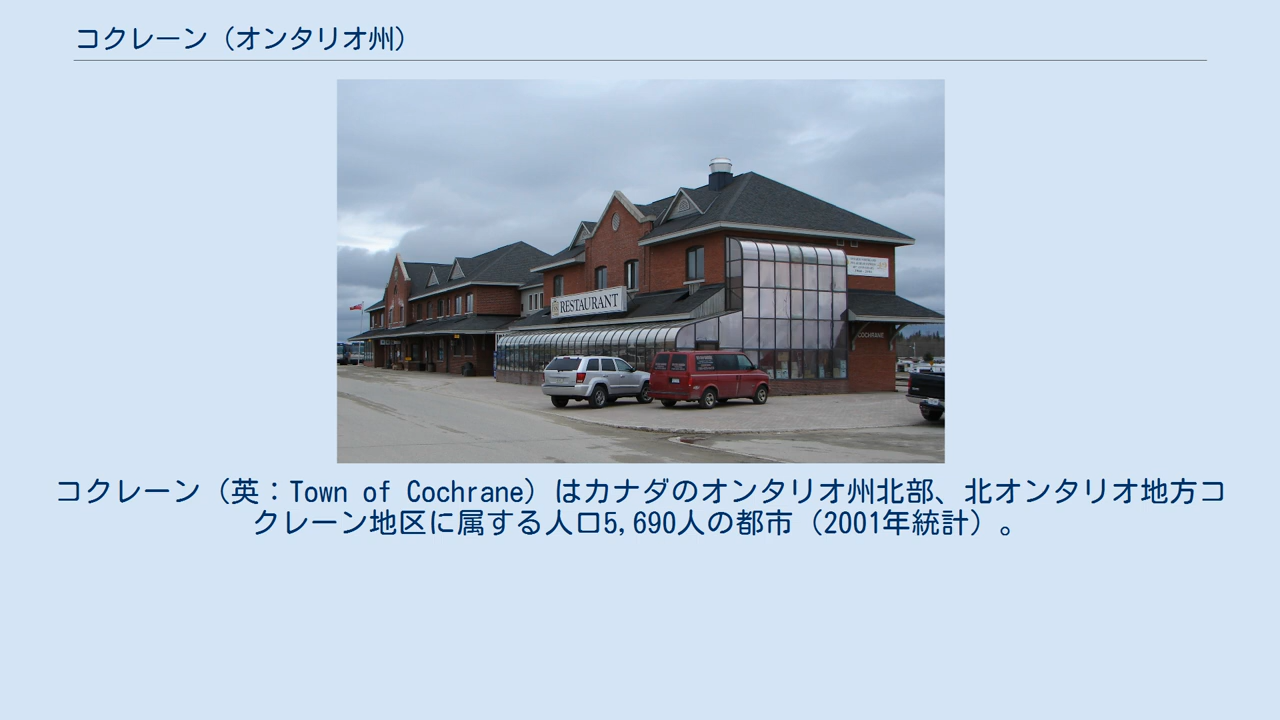 コクレーン（オンタリオ州）
RESTAURANT
COCHRANE
コクレーン（英：Town of Cochrane）はカナダのオンタリオ州北部、北オンタリオ地方コ
クレーン地区に属する人口5,690人の都市（2001年統計）。